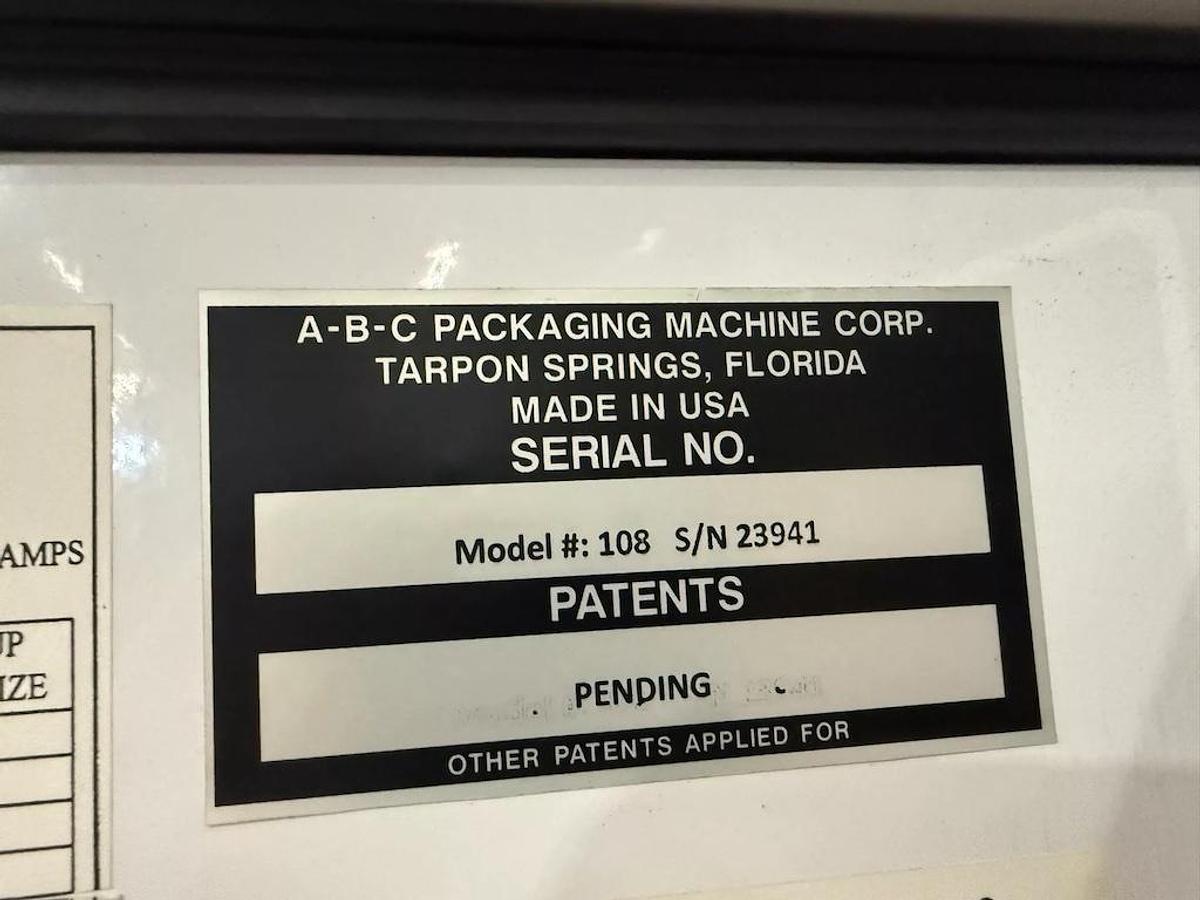 A-B-C PACKAGING MACHINE CORP.
TARPON SPRINGS, FLORIDA
MADE IN USA
SERIAL NO.
Model #: 108 S/N 23941
PATENTS
PENDING
OTHER PATENTS APPLIED FOR
AMPS